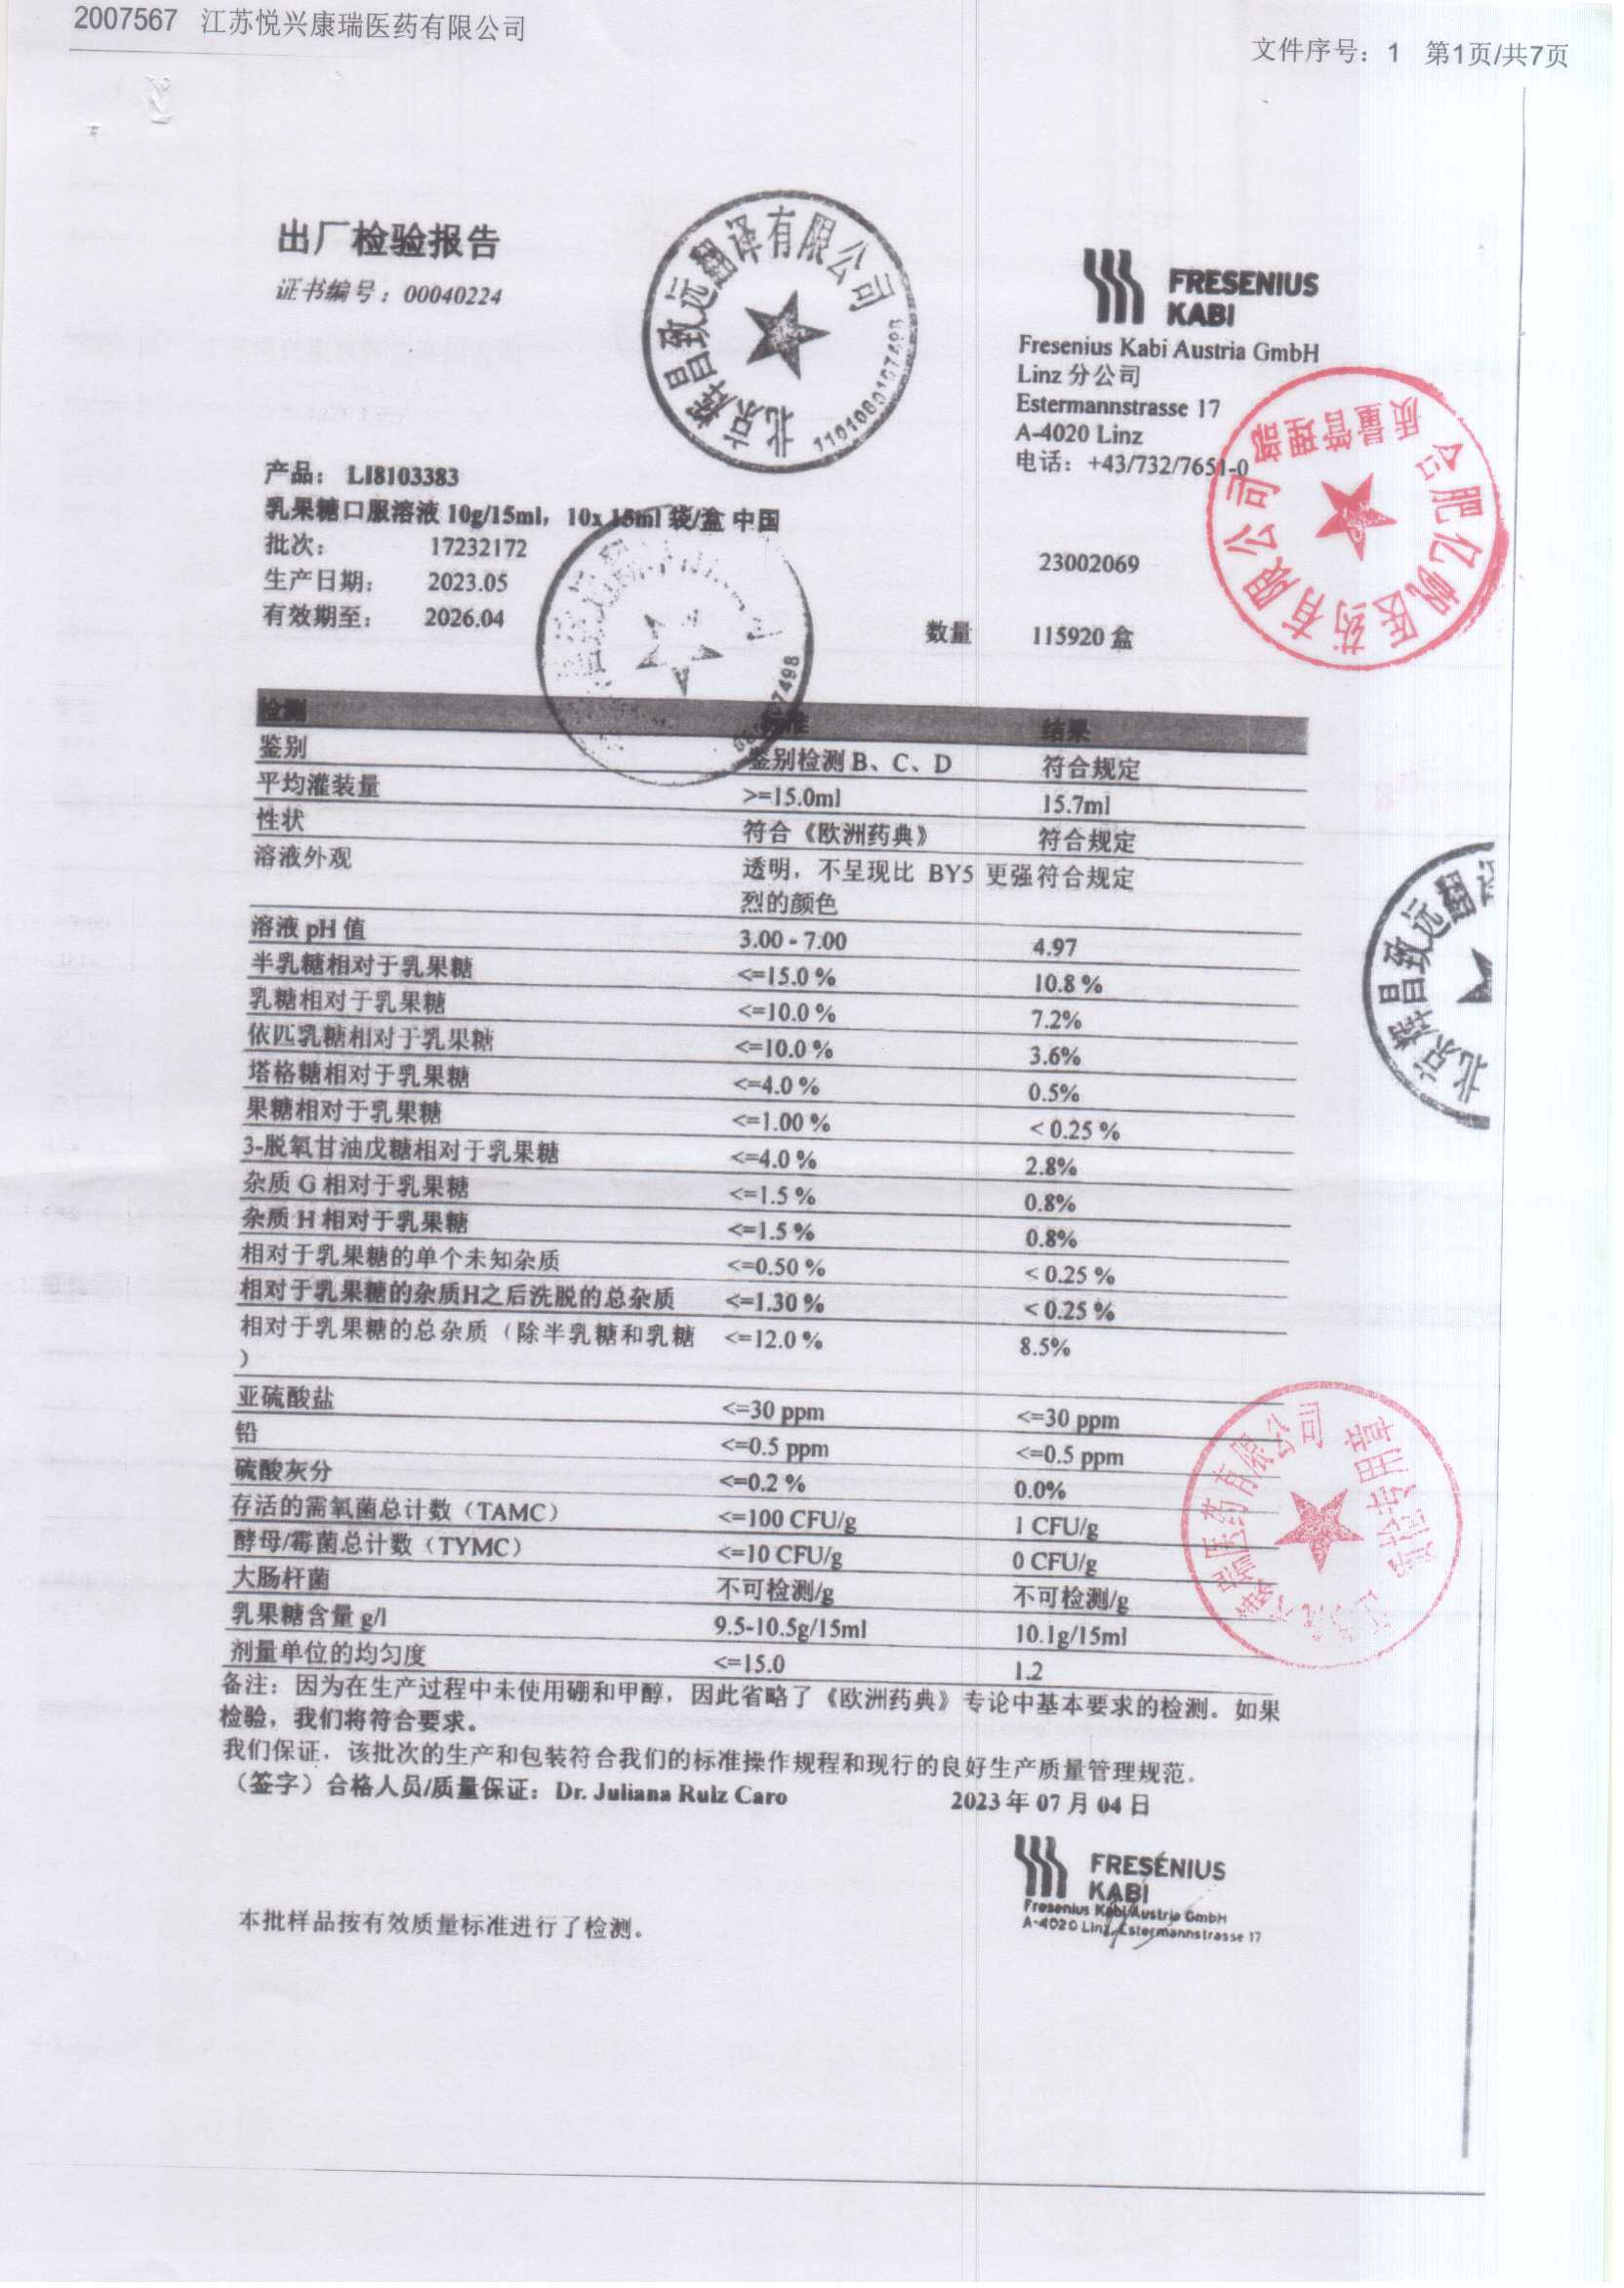 2007567 江苏悦兴康瑞医药有限公司
文件序号：1 第1页/共7页
出厂检验报告
证书编号：00040224
北京烨昌致远翻译有限公司
1101080107498
FRESENIUS
KABI
Fresenius Kabi Austria GmbH
Linz 分公司
Estermannstrasse 17
A-4020 Linz
电话：+43/732/7651-0
合肥亿帆医药有限公司
质量管理部
产品： LI8103383
乳果糖口服溶液 10g/15ml，10x 15ml 袋/盒 中国
批次： 17232172 23002069
生产日期： 2023.05
有效期至： 2026.04
数量 115920 盒
检测 标准 结果
鉴别 鉴别检测 B、C、D 符合规定
平均灌装量 >=15.0ml 15.7ml
性状 符合《欧洲药典》 符合规定
溶液外观 透明，不呈现比 BY5 更强 符合规定
烈的颜色
溶液 pH 值 3.00 - 7.00 4.97
半乳糖相对于乳果糖 <=15.0 % 10.8 %
乳糖相对于乳果糖 <=10.0 % 7.2%
依匹乳糖相对于乳果糖 <=10.0 % 3.6%
塔格糖相对于乳果糖 <=4.0 % 0.5%
果糖相对于乳果糖 <=1.00 % < 0.25 %
3-脱氧甘油戊糖相对于乳果糖 <=4.0 % 2.8%
杂质 G 相对于乳果糖 <=1.5 % 0.8%
杂质 H 相对于乳果糖 <=1.5 % 0.8%
相对于乳果糖的单个未知杂质 <=0.50 % < 0.25 %
相对于乳果糖的杂质H之后洗脱的总杂质 <=1.30 % < 0.25 %
相对于乳果糖的总杂质（除半乳糖和乳糖 <=12.0 % 8.5%
）
亚硫酸盐 <=30 ppm <=30 ppm
铅 <=0.5 ppm <=0.5 ppm
硫酸灰分 <=0.2 % 0.0%
存活的需氧菌总计数（TAMC） <=100 CFU/g 1 CFU/g
酵母/霉菌总计数（TYMC） <=10 CFU/g 0 CFU/g
大肠杆菌 不可检测/g 不可检测/g
乳果糖含量 g/l 9.5-10.5g/15ml 10.1g/15ml
剂量单位的均匀度 <=15.0 1.2
备注：因为在生产过程中未使用硼和甲醇，因此省略了《欧洲药典》专论中基本要求的检测。如果
检验，我们将符合要求。
我们保证，该批次的生产和包装符合我们的标准操作规程和现行的良好生产质量管理规范。
（签字）合格人员/质量保证：Dr. Juliana Rulz Caro 2023 年 07 月 04 日
FRESENIUS
KABI
Fresenius Kabi Austria GmbH
A-4020 Linz, Estermannstrasse 17
本批样品按有效质量标准进行了检测。